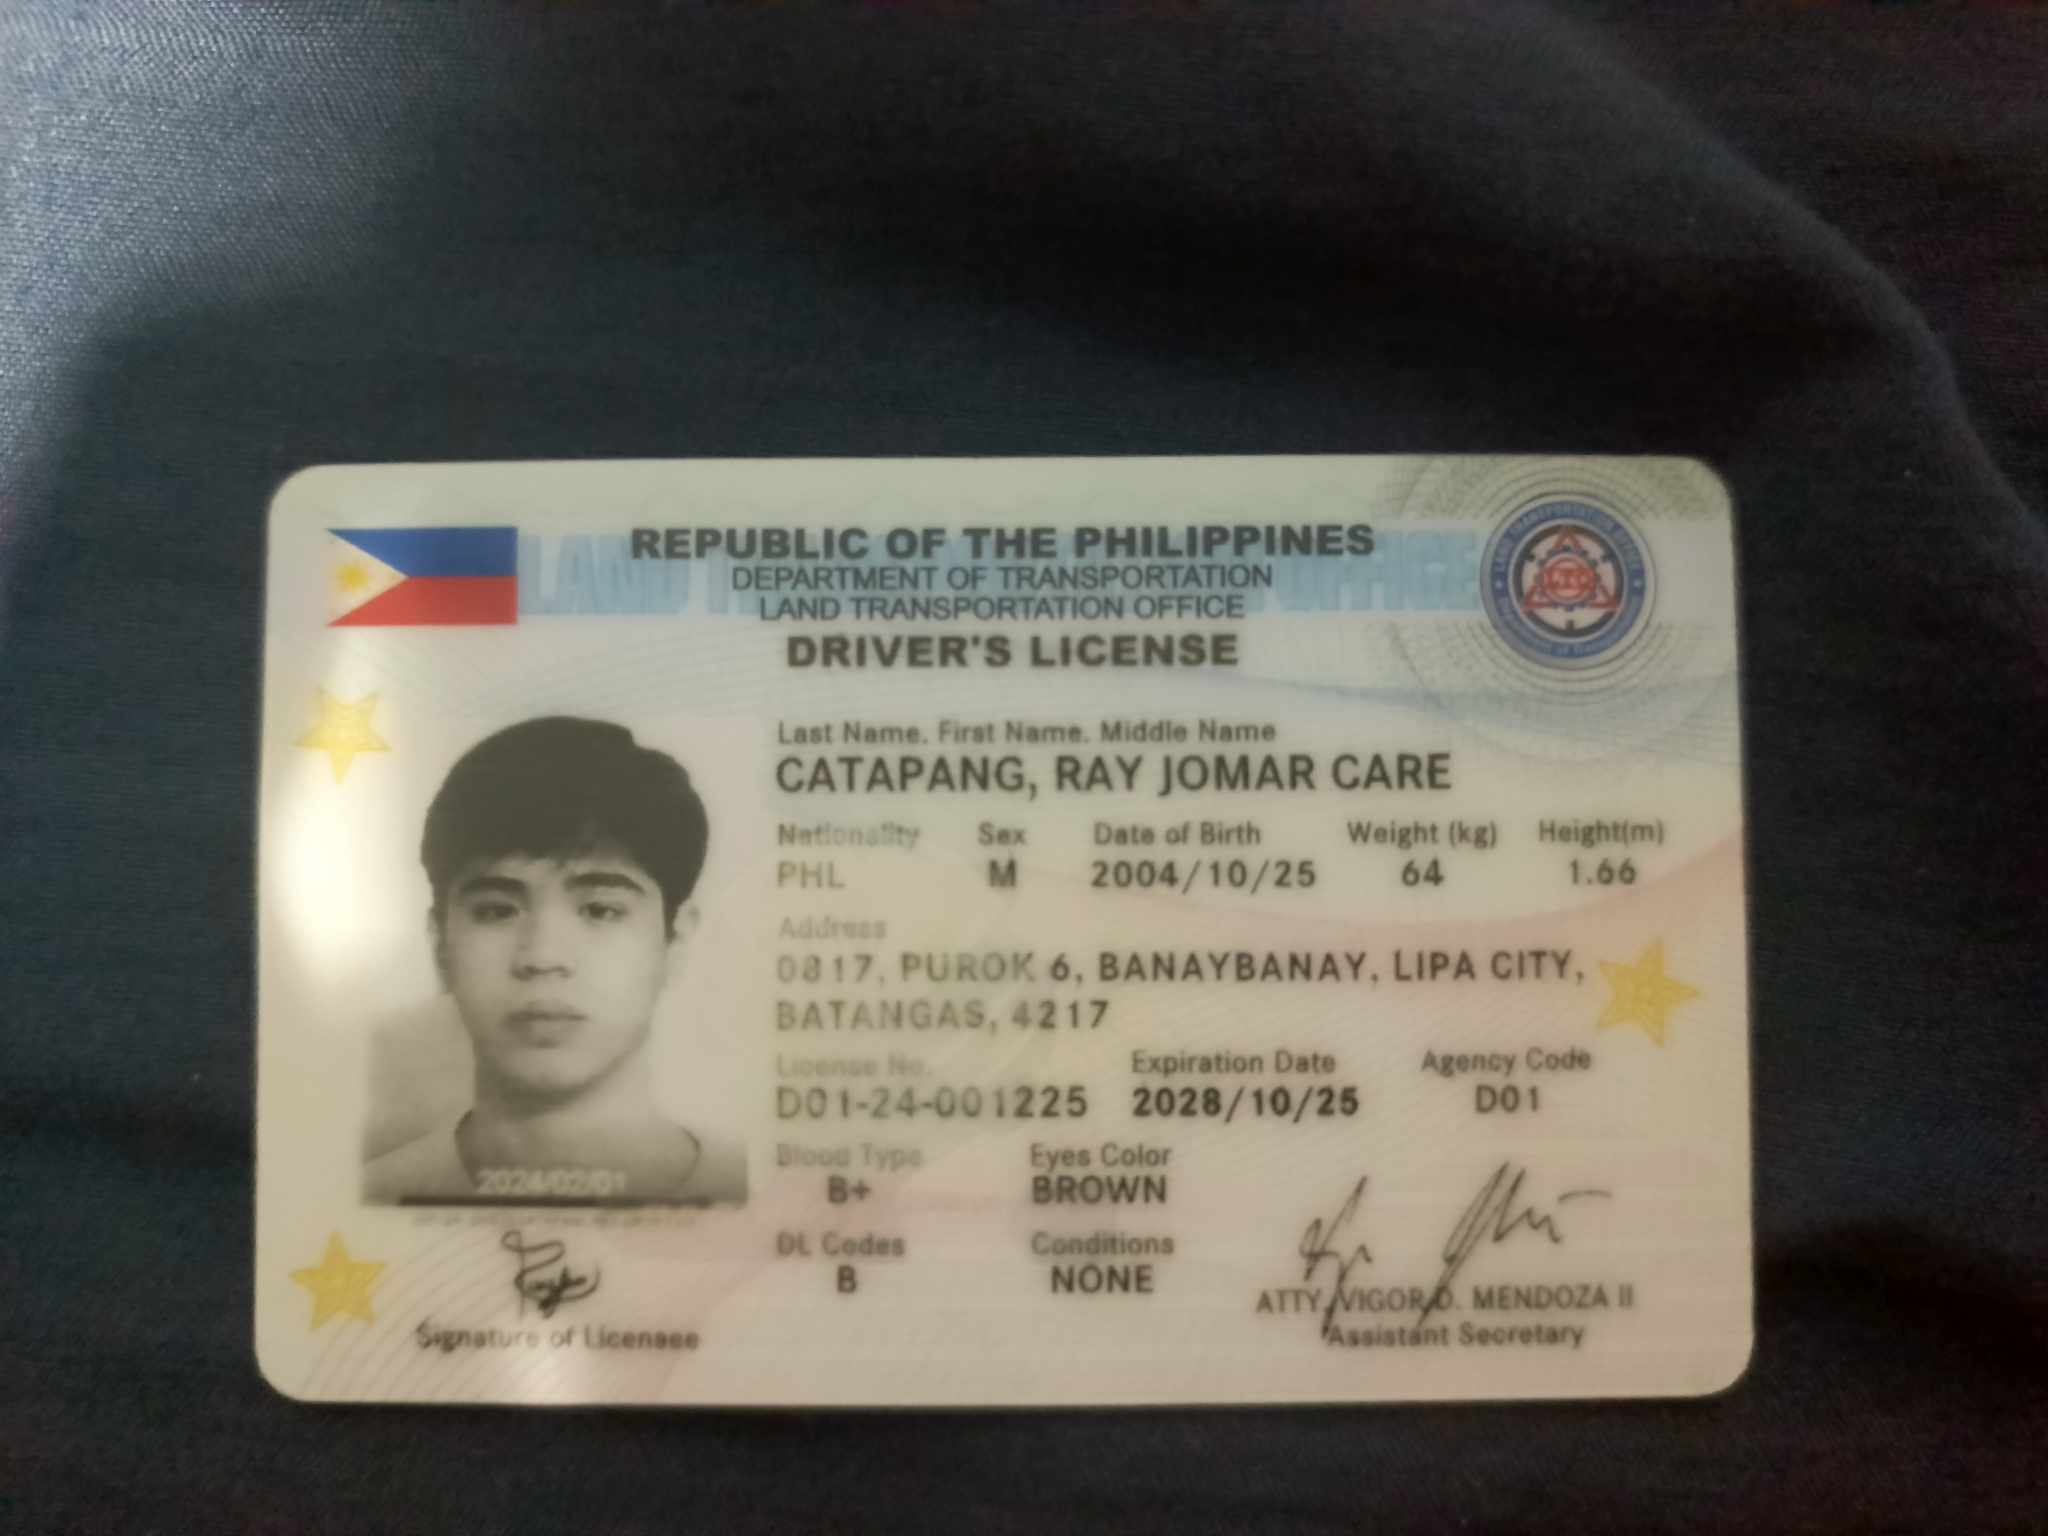 REPUBLIC OF THE PHILIPPINES
DEPARTMENT OF TRANSPORTATION
LAND TRANSPORTATION OFFICE
DRIVER'S LICENSE
LTO
Last Name. First Name. Middle Name
CATAPANG, RAY JOMAR CARE
Nationality Sex Date of Birth Weight (kg) Height(m)
PHL M 2004/10/25 64 1.66
Address
0817, PUROK 6, BANAYBANAY, LIPA CITY,
BATANGAS, 4217
License No. Expiration Date Agency Code
D01-24-001225 2028/10/25 D01
Blood Type Eyes Color
B+ BROWN
DL Codes Conditions
B NONE
2024/02/01
Signature of Licensee
ATTY. VIGOR D. MENDOZA II
Assistant Secretary